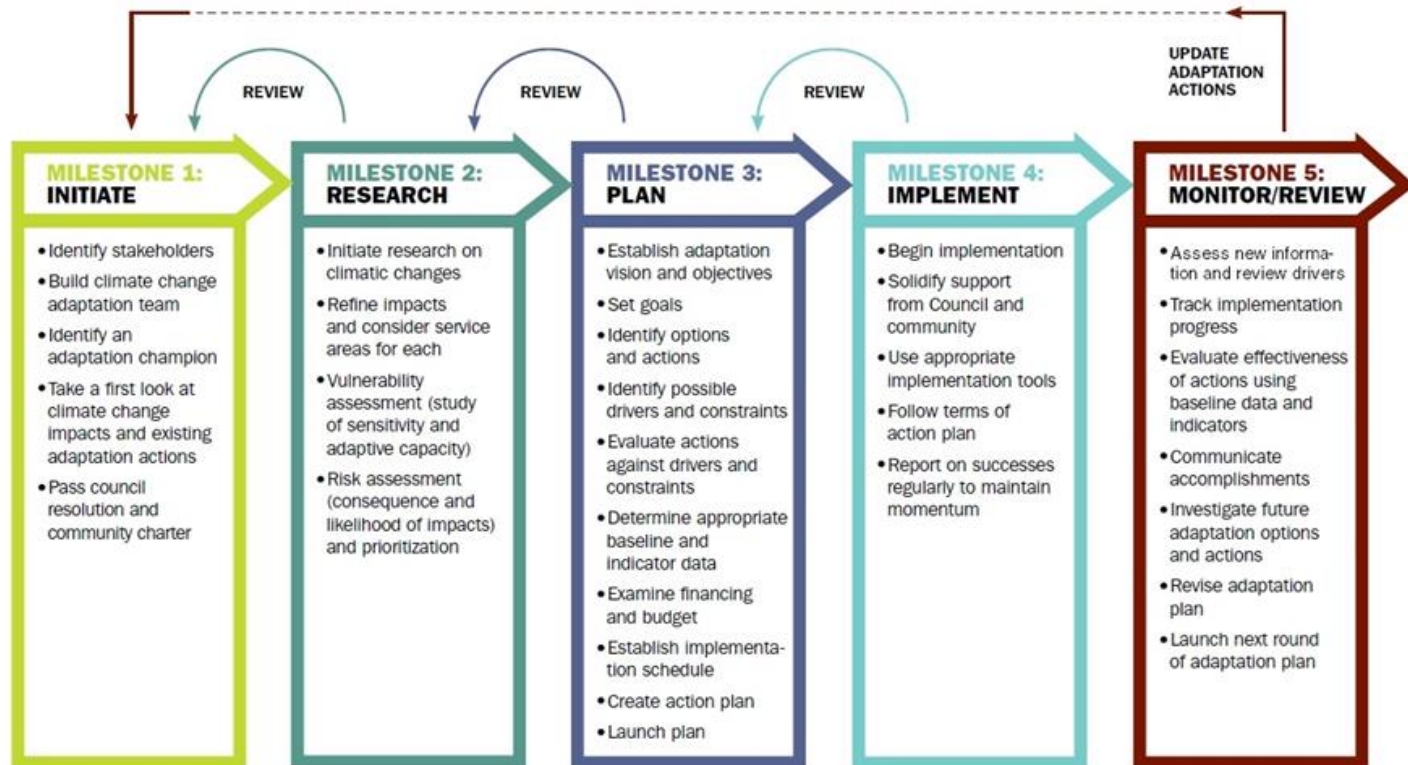 UPDATE
ADAPTATION
ACTIONS
REVIEW
REVIEW
REVIEW
MILESTONE 1:
INITIATE
• Identify stakeholders
• Build climate change
adaptation team
• Identify an
adaptation champion
• Take a first look at
climate change
impacts and existing
adaptation actions
• Pass council
resolution and
community charter
MILESTONE 2:
RESEARCH
• Initiate research on
climatic changes
• Refine impacts
and consider service
areas for each
• Vulnerability
assessment (study
of sensitivity and
adaptive capacity)
• Risk assessment
(consequence and
likelihood of impacts)
and prioritization
MILESTONE 3:
PLAN
• Establish adaptation
vision and objectives
• Set goals
• Identify options
and actions
• Identify possible
drivers and constraints
• Evaluate actions
against drivers and
constraints
• Determine appropriate
baseline and
indicator data
• Examine financing
and budget
• Establish implementa-
tion schedule
• Create action plan
• Launch plan
MILESTONE 4:
IMPLEMENT
• Begin implementation
• Solidify support
from Council and
community
• Use appropriate
implementation tools
• Follow terms of
action plan
• Report on successes
regularly to maintain
momentum
MILESTONE 5:
MONITOR/REVIEW
• Assess new informa-
tion and review drivers
• Track implementation
progress
• Evaluate effectiveness
of actions using
baseline data and
indicators
• Communicate
accomplishments
• Investigate future
adaptation options
and actions
• Revise adaptation
plan
• Launch next round
of adaptation plan